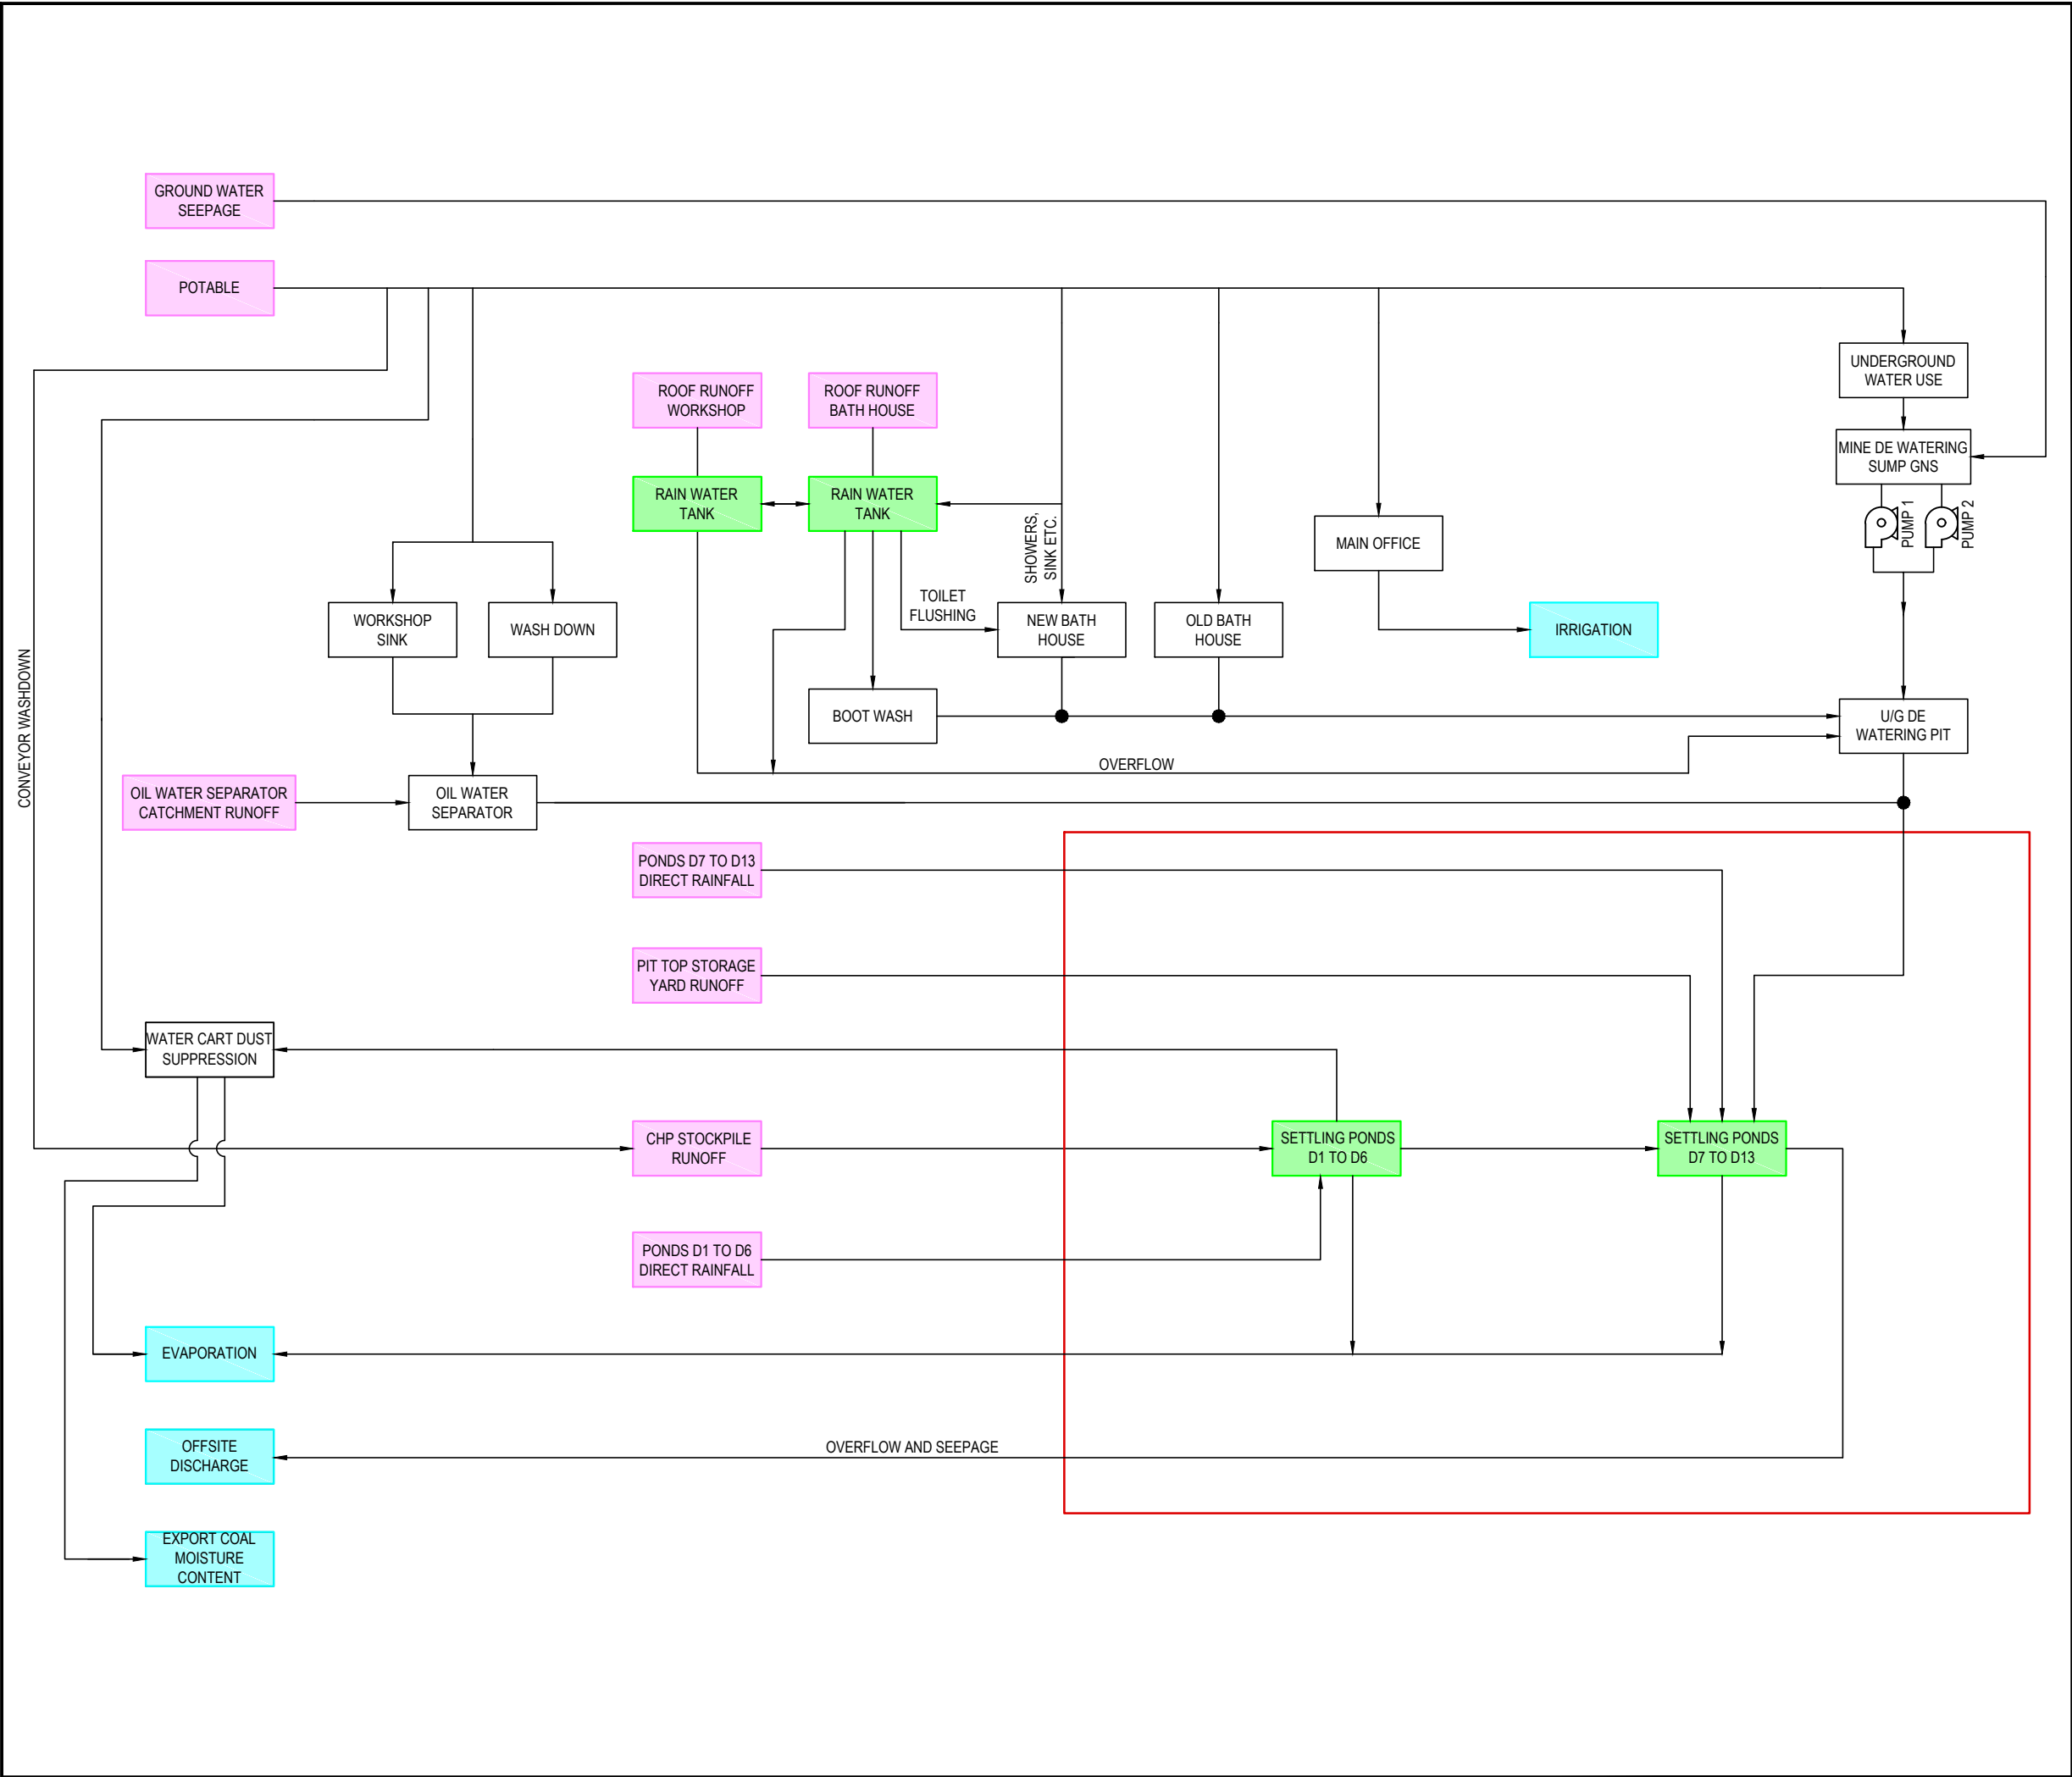 GROUND WATER
SEEPAGE
POTABLE
UNDERGROUND
WATER USE
ROOF RUNOFF
WORKSHOP
ROOF RUNOFF
BATH HOUSE
MINE DE WATERING
SUMP GNS
RAIN WATER
TANK
RAIN WATER
TANK
SHOWERS,
SINK ETC.
MAIN OFFICE
PUMP 1
PUMP 2
TOILET
FLUSHING
WORKSHOP
SINK
WASH DOWN
NEW BATH
HOUSE
OLD BATH
HOUSE
IRRIGATION
CONVEYOR WASHDOWN
BOOT WASH
U/G DE
WATERING PIT
OVERFLOW
OIL WATER SEPARATOR
CATCHMENT RUNOFF
OIL WATER
SEPARATOR
PONDS D7 TO D13
DIRECT RAINFALL
PIT TOP STORAGE
YARD RUNOFF
WATER CART DUST
SUPPRESSION
CHP STOCKPILE
RUNOFF
SETTLING PONDS
D1 TO D6
SETTLING PONDS
D7 TO D13
PONDS D1 TO D6
DIRECT RAINFALL
EVAPORATION
OFFSITE
DISCHARGE
OVERFLOW AND SEEPAGE
EXPORT COAL
MOISTURE
CONTENT